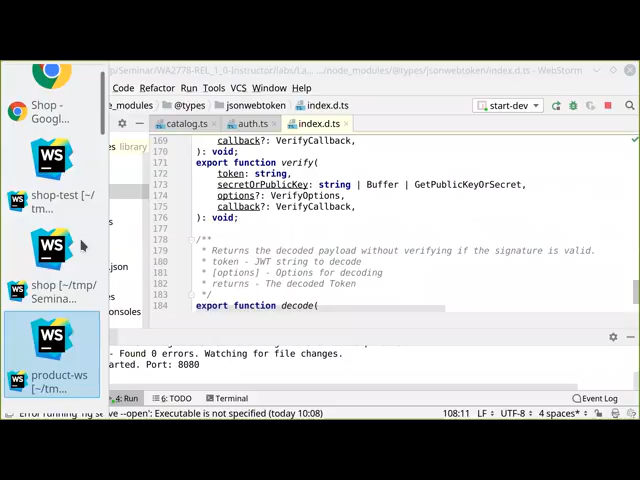 p/Seminar/WA2778-REL_1_0-Instructor/labs/La... .../node_modules/@types/jsonwebtoken/index.d.ts - WebStorm
Code Refactor Run Tools VCS Window Help
de_modules @types jsonwebtoken index.d.ts start-dev
catalog.ts auth.ts index.d.ts
es library
.json
onsoles
169 callback?: VerifyCallback,
170 ): void;
171 export function verify(
172 token: string,
173 secretOrPublicKey: string | Buffer | GetPublicKeyOrSecret,
174 options?: VerifyOptions,
175 callback?: VerifyCallback,
176 ): void;
177
178 /**
179 * Returns the decoded payload without verifying if the signature is valid.
180 * token - JWT string to decode
181 * [options] - Options for decoding
182 * returns - The decoded Token
183 */
184 export function decode(
- Found 0 errors. Watching for file changes.
arted. Port: 8080
4: Run 6: TODO Terminal Event Log
Error running 'ng serve --open': Executable is not specified (today 10:08) 108:11 LF UTF-8 4 spaces*
Shop -
Googl...
WS
shop-test [~/
tm...
WS
shop [~/tmp/
Semina...
WS
product-ws
[~/tm...